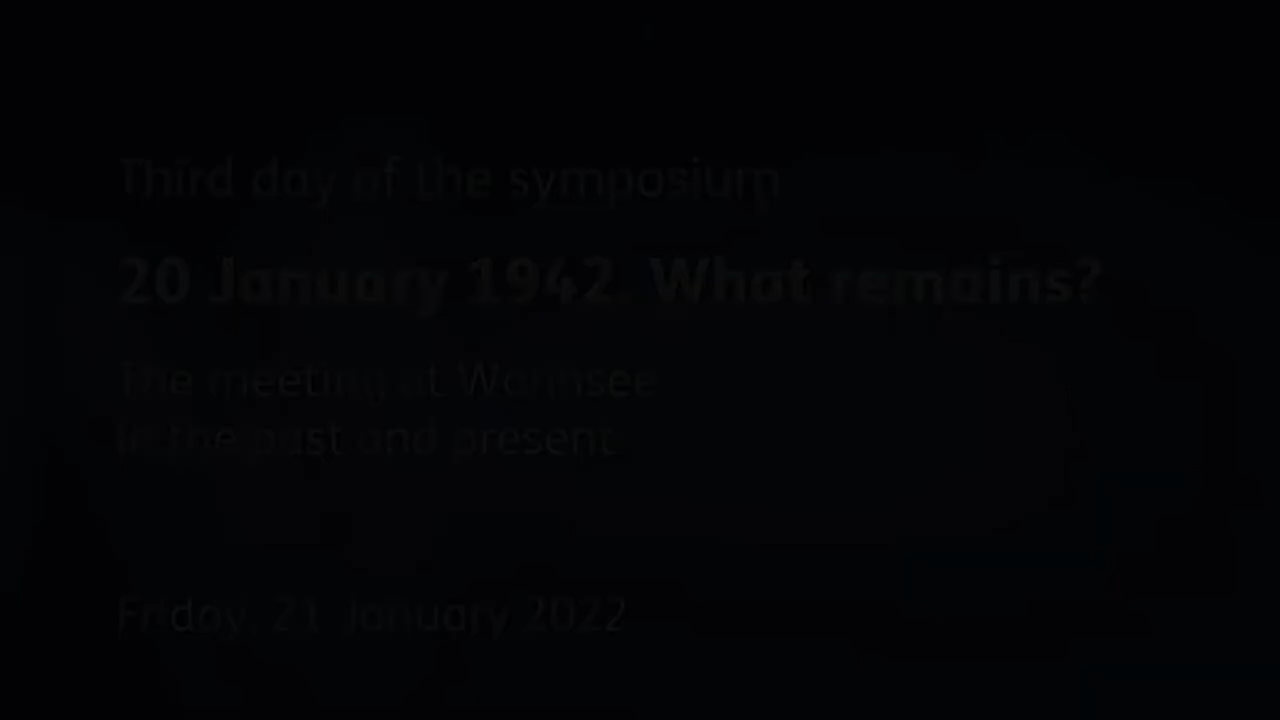 Third day of the symposium
20 January 1942. What remains?
The meeting at Wannsee
in the past and present
Friday, 21 January 2022